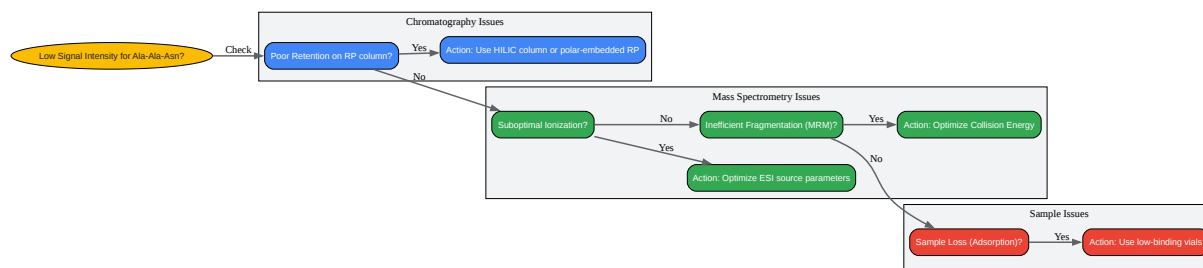 Chromatography Issues
Low Signal Intensity for Ala-Ala-Asn?
Check
Poor Retention on RP column?
Yes
Action: Use HILIC column or polar-embedded RP
No
Mass Spectrometry Issues
Suboptimal Ionization?
No
Inefficient Fragmentation (MRM)?
Yes
Action: Optimize Collision Energy
Yes
Action: Optimize ESI source parameters
No
Sample Issues
Sample Loss (Adsorption)?
Yes
Action: Use low-binding vials